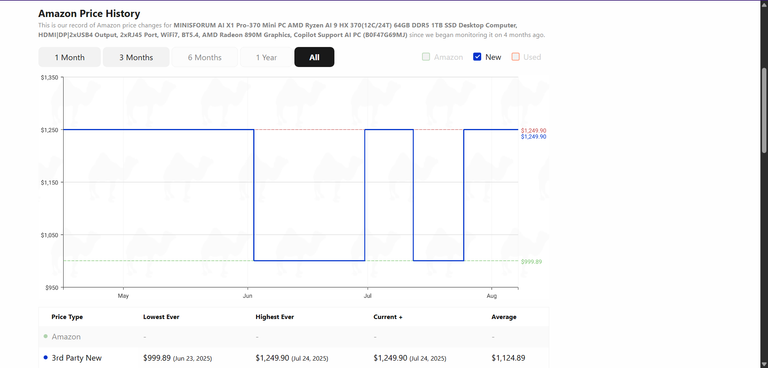 Amazon Price History
This is our record of Amazon price changes for MINISFORUM AI X1 Pro-370 Mini PC AMD Ryzen AI 9 HX 370(12C/24T) 64GB DDR5 1TB SSD Desktop Computer,
HDMI|DP|2xUSB4 Output, 2xRJ45 Port, WiFi7, BT5.4, AMD Radeon 890M Graphics, Copilot Support AI PC (B0F47G69MJ) since we began monitoring it on 4 months ago.
1 Month 3 Months 6 Months 1 Year All Amazon New Used
$1,350
$1,250
$1,249.90
$1,249.90
$1,150
$1,050
$999.89
$950
May Jun Jul Aug
Price Type Lowest Ever Highest Ever Current + Average
Amazon - - - -
3rd Party New $999.89 (Jun 23, 2025) $1,249.90 (Jul 24, 2025) $1,249.90 (Jul 24, 2025) $1,124.89